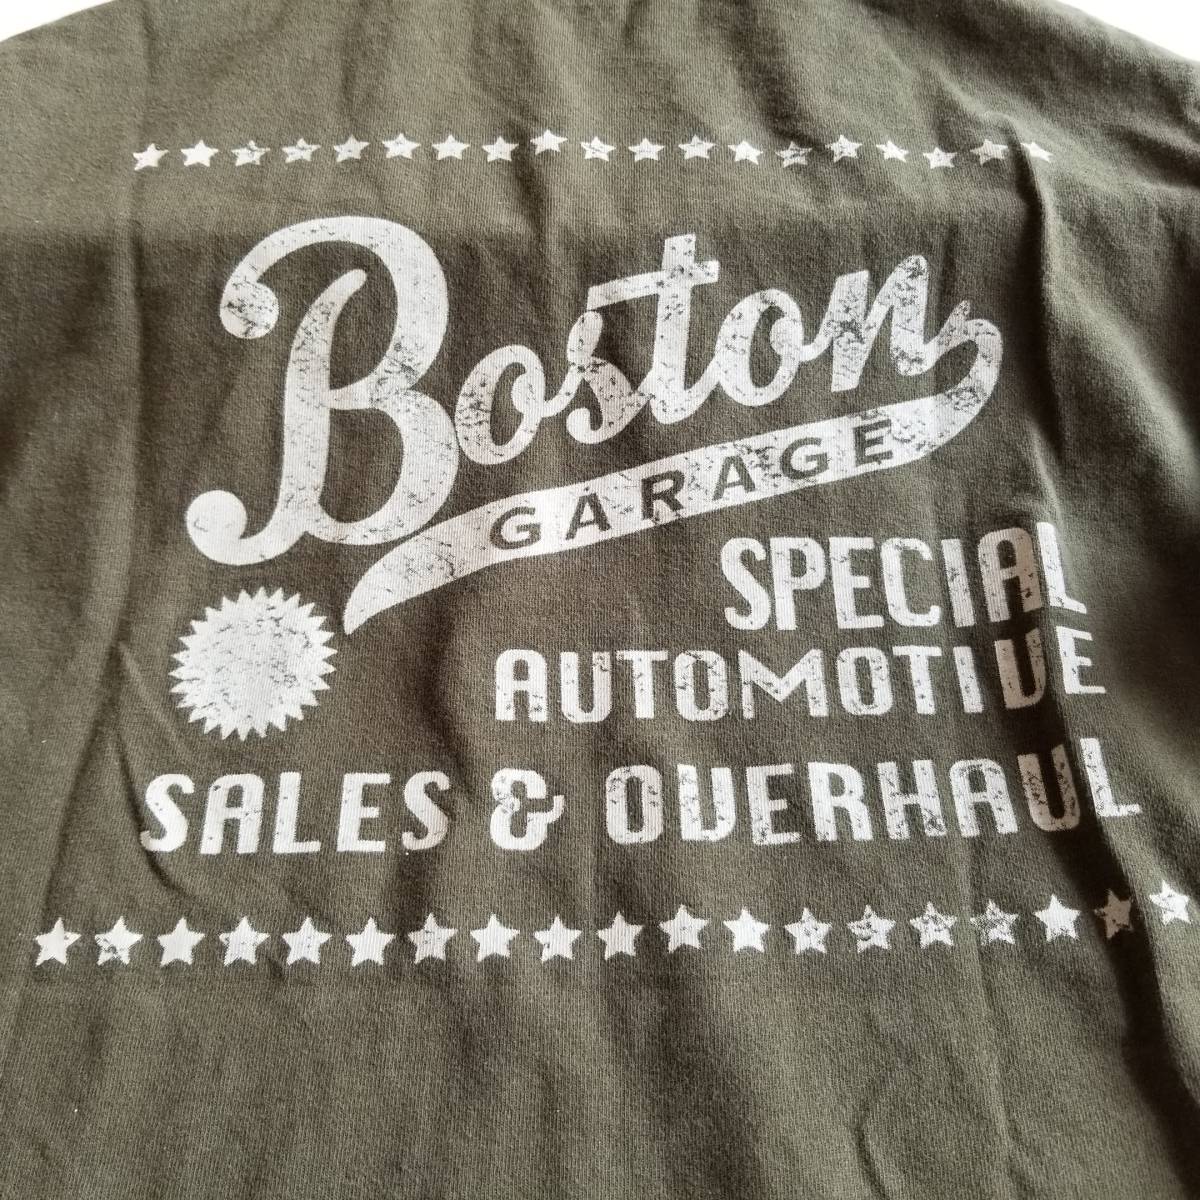 Boston
GARAGE
SPECIAL
AUTOMOTIVE
SALES & OVERHAUL